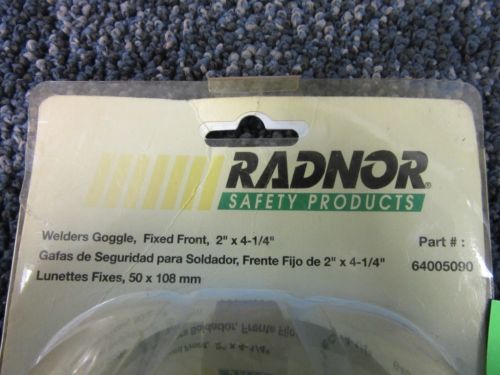 RADNOR®
SAFETY PRODUCTS
Welders Goggle, Fixed Front, 2" x 4-1/4" Part # :
Gafas de Seguridad para Soldador, Frente Fijo de 2" x 4-1/4" 64005090
Lunettes Fixes, 50 x 108 mm